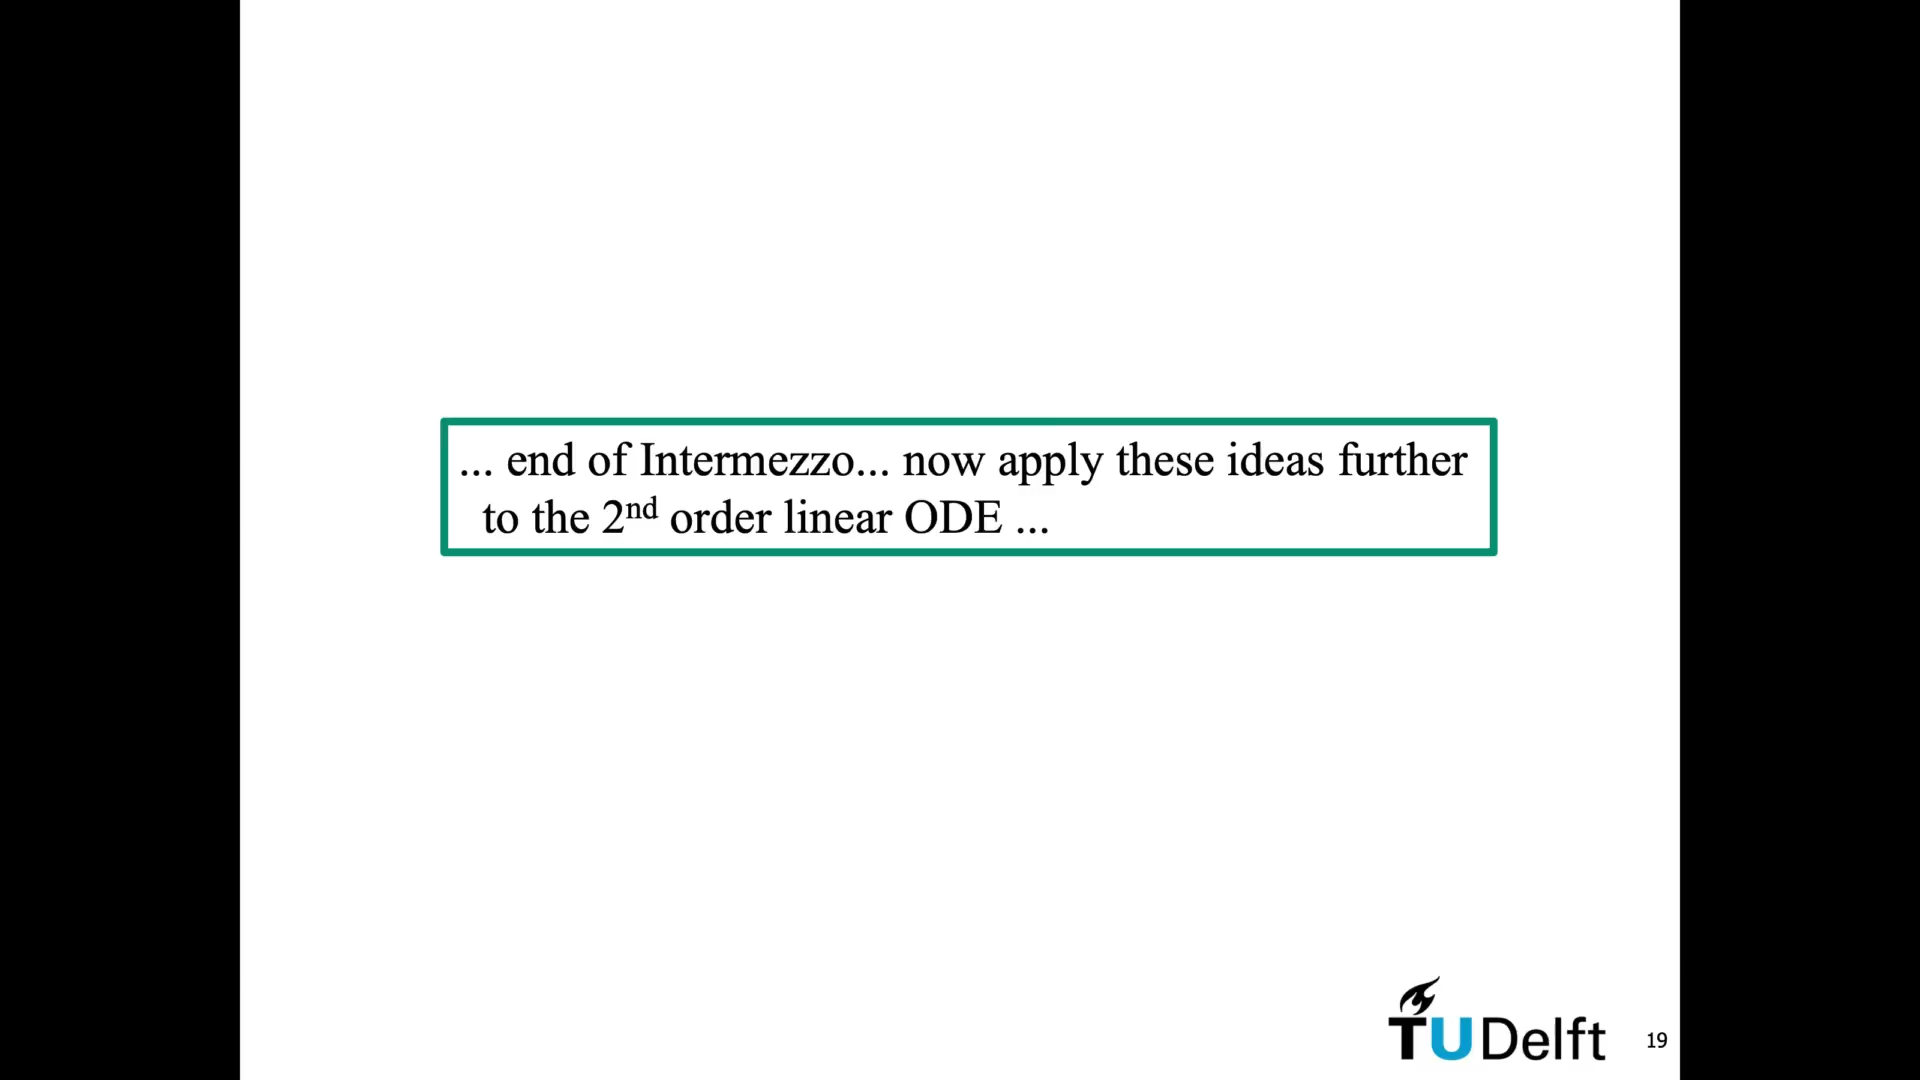 ... end of Intermezzo... now apply these ideas further
to the 2nd order linear ODE ...
TUDelft
19